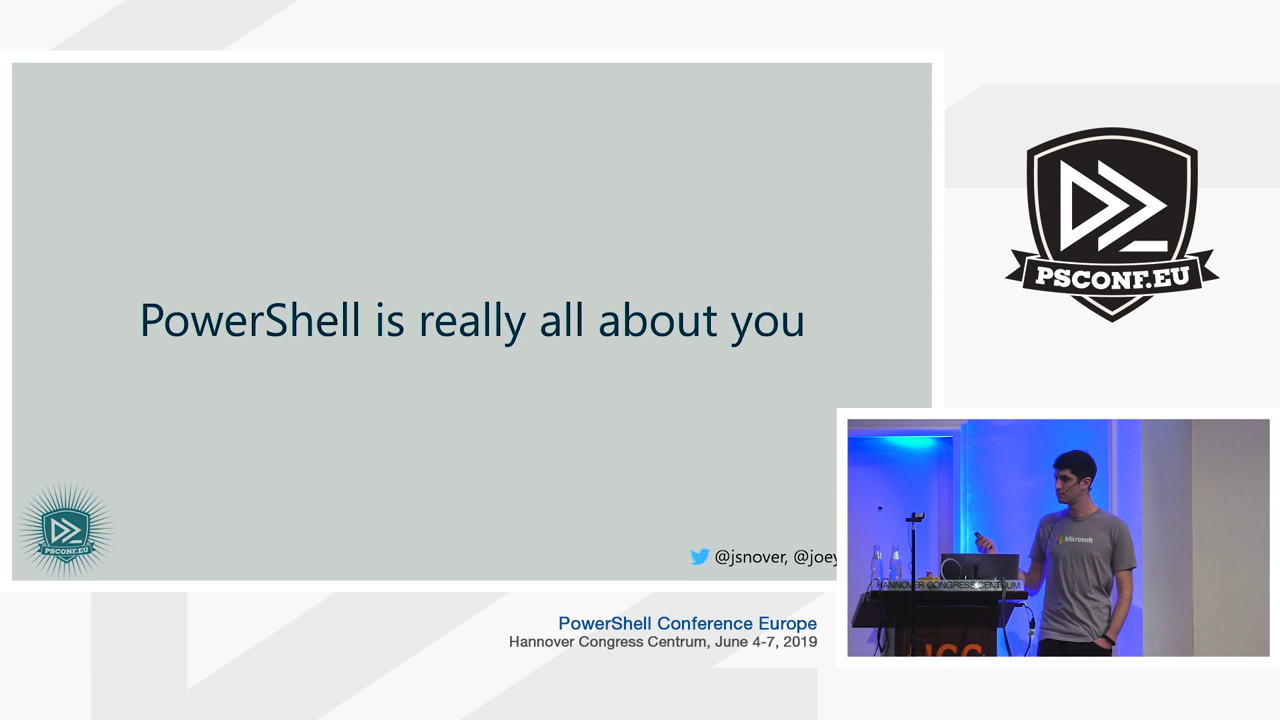 PowerShell is really all about you
PSCONF.EU
@jsnover, @joey
PSCONF.EU
Microsoft
HANNOVER CONGRESS CENTRUM
HCC
PowerShell Conference Europe
Hannover Congress Centrum, June 4-7, 2019